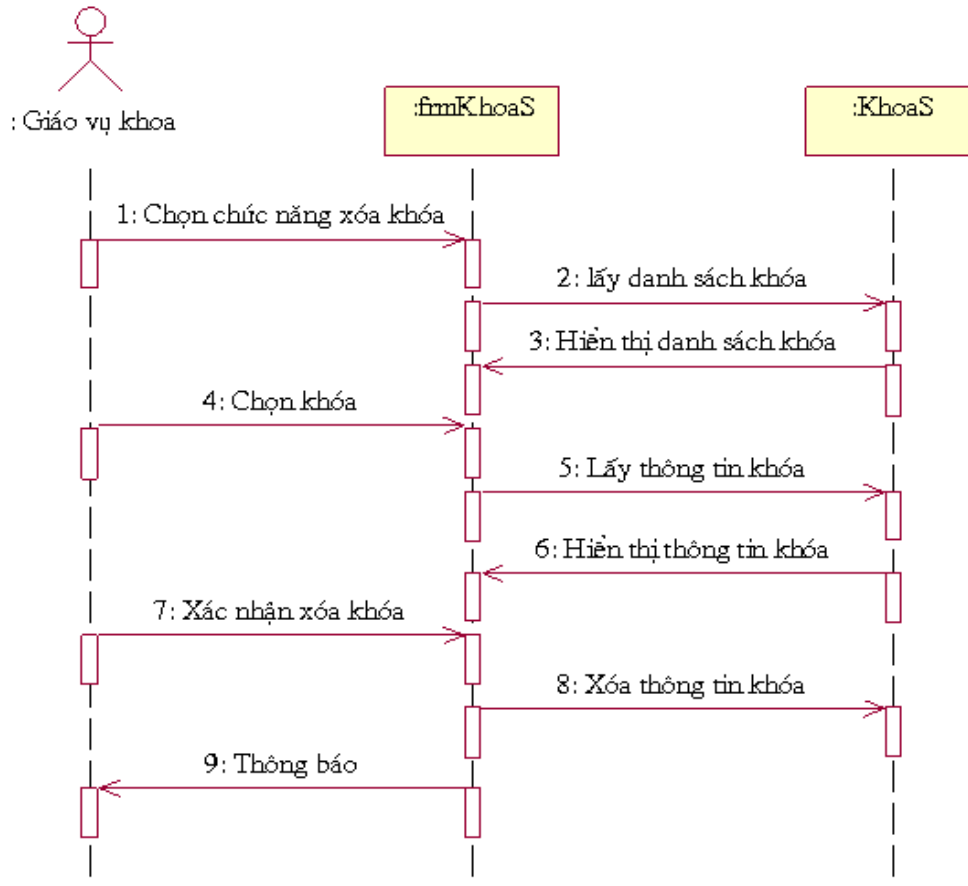 : Giáo vụ khoa
:frmKhoaS
:KhoaS
1: Chọn chức năng xóa khóa
2: lấy danh sách khóa
3: Hiển thị danh sách khóa
4: Chọn khóa
5: Lấy thông tin khóa
6: Hiển thị thông tin khóa
7: Xác nhận xóa khóa
8: Xóa thông tin khóa
9: Thông báo